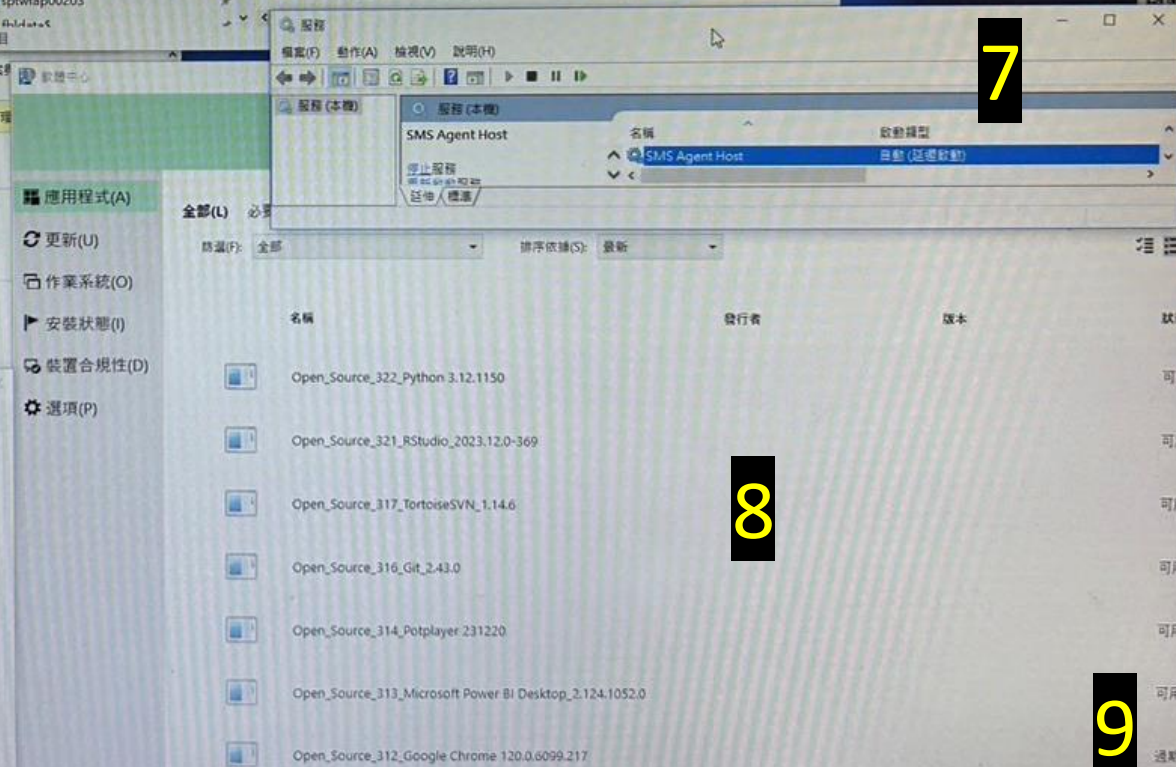 服務
檔案(F) 動作(A) 檢視(V) 說明(H)
7
軟體中心
服務 (本機)
服務 (本機)
SMS Agent Host
名稱 啟動類型
SMS Agent Host 自動 (延遲啟動)
停止服務
延伸 標準
應用程式(A)
更新(U)
作業系統(O)
安裝狀態(I)
裝置合規性(D)
選項(P)
全部(L)
篩選(F): 全部 排序依據(S): 最新
名稱 發行者 版本
Open_Source_322_Python 3.12.1150
Open_Source_321_RStudio_2023.12.0-369
Open_Source_317_TortoiseSVN_1.14.6
8
Open_Source_316_Git_2.43.0
Open_Source_314_Potplayer 231220
Open_Source_313_Microsoft Power BI Desktop_2.124.1052.0
9
Open_Source_312_Google Chrome 120.0.6099.217